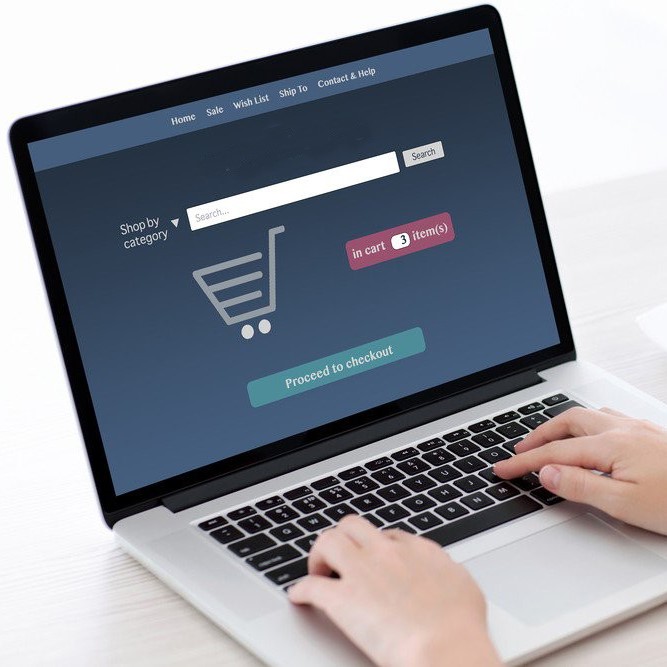 Home Sale Wish List Ship To Contact & Help
Search... Search
Shop by
category ▼
in cart 3 item(s)
Proceed to checkout